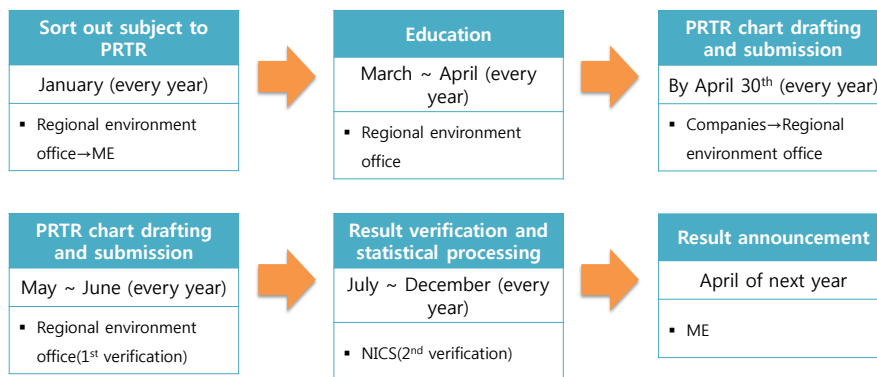 Sort out subject to
PRTR
January (every year)
▪ Regional environment
office→ME
Education
March ~ April (every
year)
▪ Regional environment
office
PRTR chart drafting
and submission
By April 30th (every year)
▪ Companies→Regional
environment office
PRTR chart drafting
and submission
May ~ June (every year)
▪ Regional environment
office(1st verification)
Result verification and
statistical processing
July ~ December (every
year)
▪ NICS(2nd verification)
Result announcement
April of next year
▪ ME